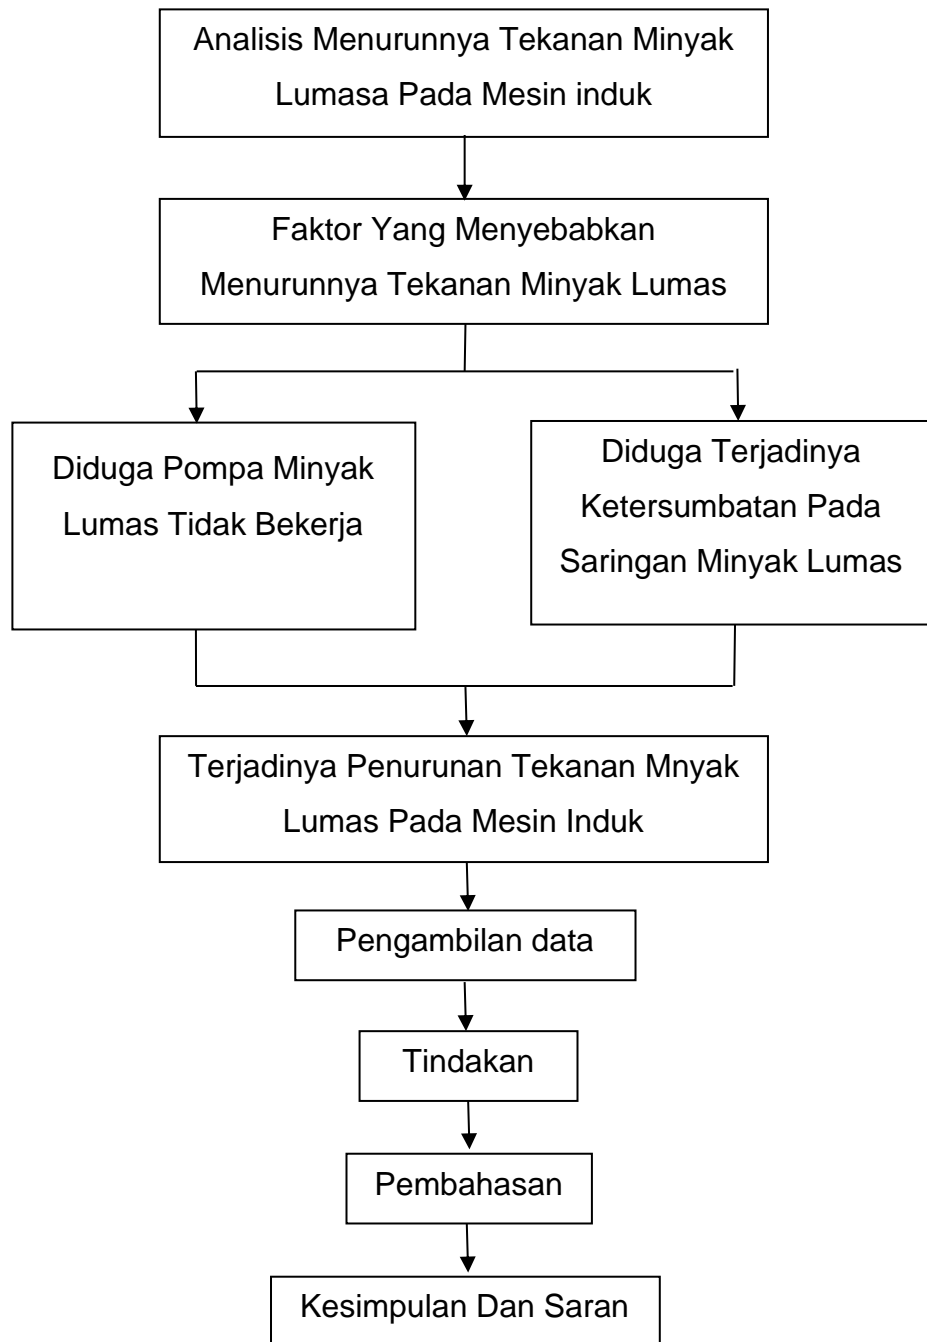 Analisis Menurunnya Tekanan Minyak
Lumasa Pada Mesin induk
Faktor Yang Menyebabkan
Menurunnya Tekanan Minyak Lumas
Diduga Pompa Minyak
Lumas Tidak Bekerja
Diduga Terjadinya
Ketersumbatan Pada
Saringan Minyak Lumas
Terjadinya Penurunan Tekanan Mnyak
Lumas Pada Mesin Induk
Pengambilan data
Tindakan
Pembahasan
Kesimpulan Dan Saran